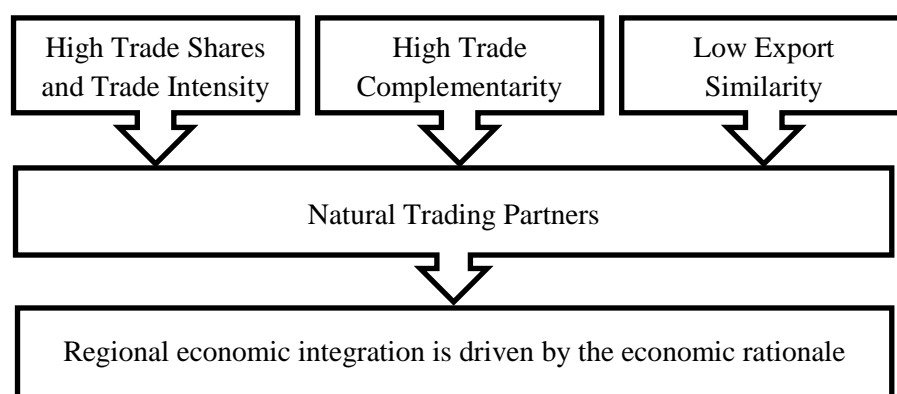 High Trade Shares
and Trade Intensity
High Trade
Complementarity
Low Export
Similarity
Natural Trading Partners
Regional economic integration is driven by the economic rationale